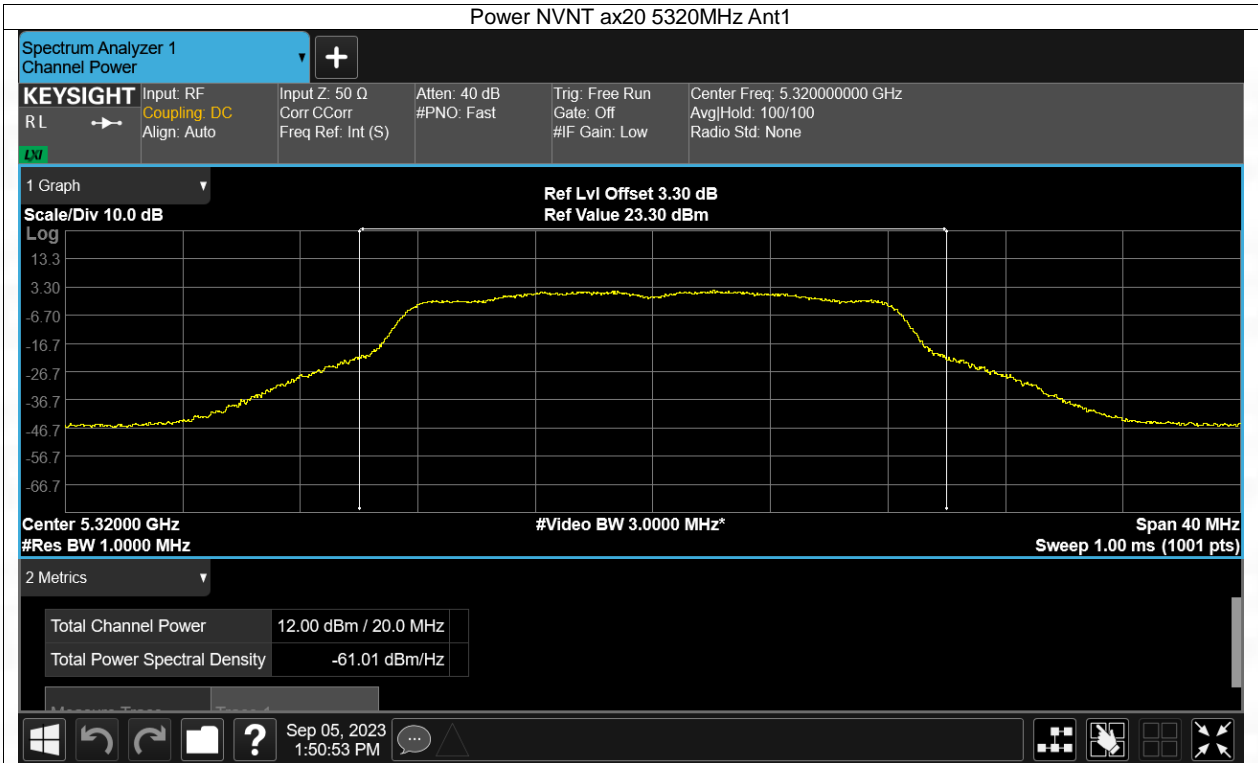 Power NVNT ax20 5320MHz Ant1
Spectrum Analyzer 1
Channel Power
KEYSIGHT
R L
LXI
Input: RF
Coupling: DC
Align: Auto
Input Z: 50 Ω
Corr CCorr
Freq Ref: Int (S)
Atten: 40 dB
#PNO: Fast
Trig: Free Run
Gate: Off
#IF Gain: Low
Center Freq: 5.320000000 GHz
Avg|Hold: 100/100
Radio Std: None
1 Graph
Scale/Div 10.0 dB
Ref Lvl Offset 3.30 dB
Ref Value 23.30 dBm
Log
13.3
3.30
-6.70
-16.7
-26.7
-36.7
-46.7
-56.7
-66.7
Center 5.32000 GHz
#Video BW 3.0000 MHz*
Span 40 MHz
#Res BW 1.0000 MHz
Sweep 1.00 ms (1001 pts)
2 Metrics
Total Channel Power 12.00 dBm / 20.0 MHz
Total Power Spectral Density -61.01 dBm/Hz
Measure Trace Trace 1
Sep 05, 2023
1:50:53 PM